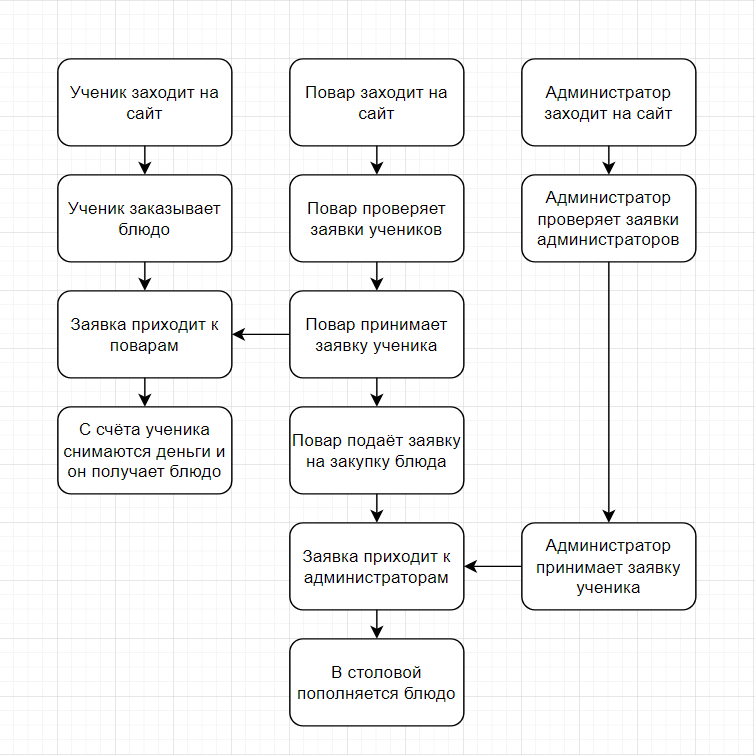 Ученик заходит на
сайт
Повар заходит на
сайт
Администратор
заходит на сайт
Ученик заказывает
блюдо
Повар проверяет
заявки учеников
Администратор
проверяет заявки
администраторов
Заявка приходит к
поварам
Повар принимает
заявку ученика
С счёта ученика
снимаются деньги и
он получает блюдо
Повар подаёт заявку
на закупку блюда
Заявка приходит к
администраторам
Администратор
принимает заявку
ученика
В столовой
пополняется блюдо